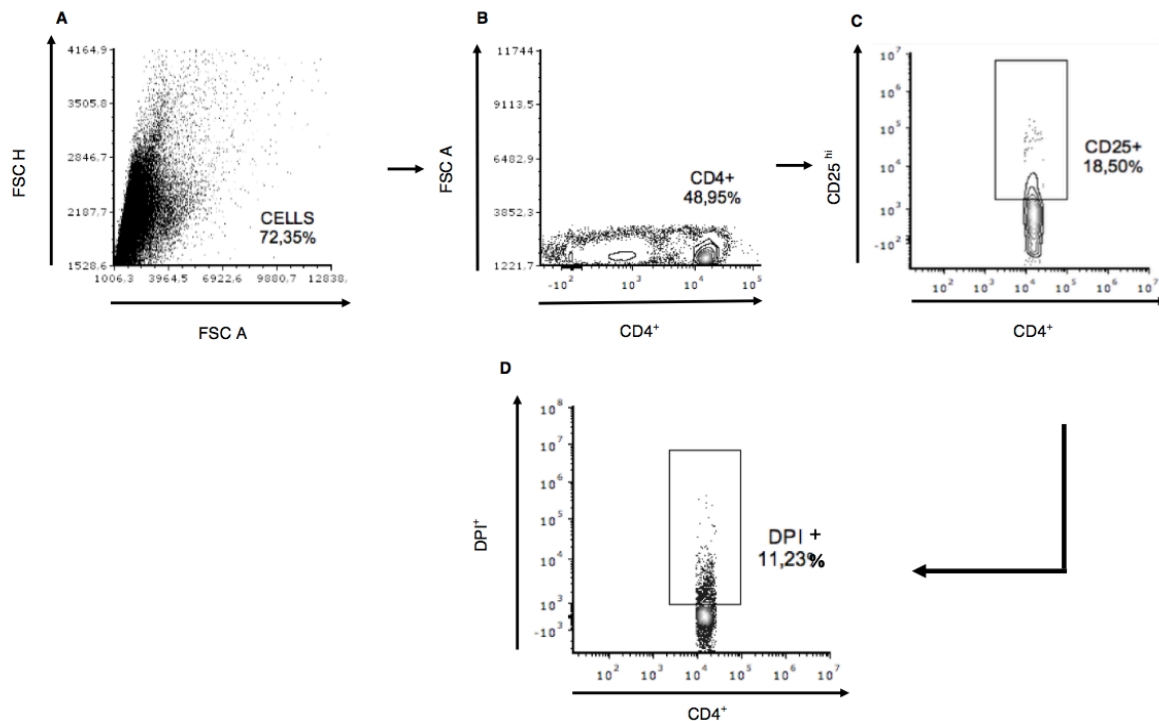 A
FSC H
4164.9
3505.8
2846.7
2187.7
1528.6
CELLS
72,35%
1006.3 3964.5 6922.6 9880.7 12838.
FSC A
B
FSC A
11744
9113.5
6482.9
3852.3
1221.7
CD4+
48,95%
-10² 10³ 10⁴ 10⁵
CD4⁺
C
CD25 hi
10⁷
10⁶
10⁵
10⁴
10³
-10²
CD25+
18,50%
10² 10³ 10⁴ 10⁵ 10⁶ 10⁷
CD4⁺
D
DPI⁺
10⁸
10⁷
10⁶
10⁵
10⁴
10³
-10³
DPI +
11,23%
10² 10³ 10⁴ 10⁵ 10⁶ 10⁷
CD4⁺